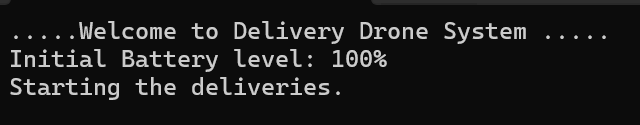 .....Welcome to Delivery Drone System .....
Initial Battery level: 100%
Starting the deliveries.